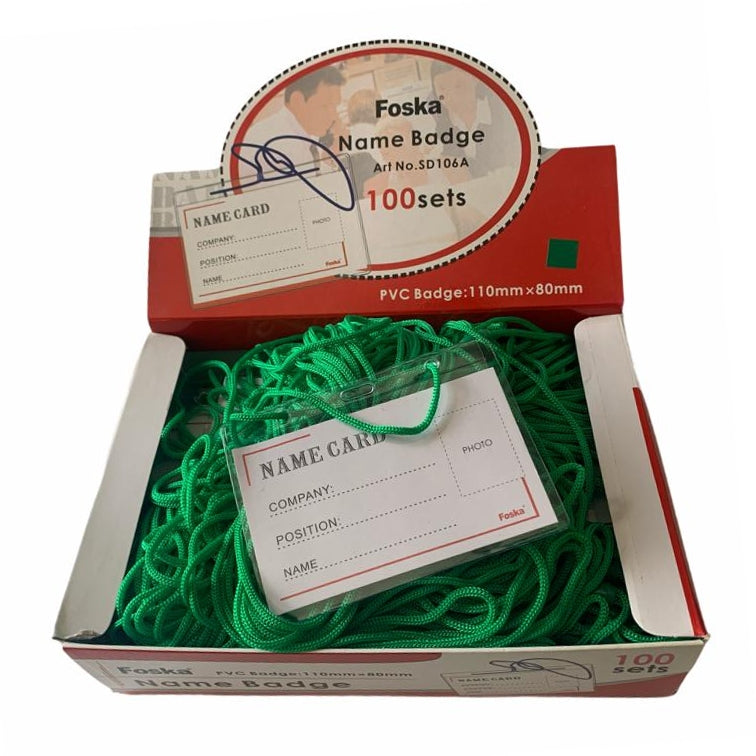 Foska®
Name Badge
Art No.SD106A
100sets
NAME CARD
PHOTO
COMPANY:
POSITION:
NAME
Foska
PVC Badge:110mm×80mm
NAME CARD
PHOTO
COMPANY:
POSITION:
NAME
Foska
Foska
PVC Badge:110mm×80mm
Name Badge
NAME CARD
100
sets